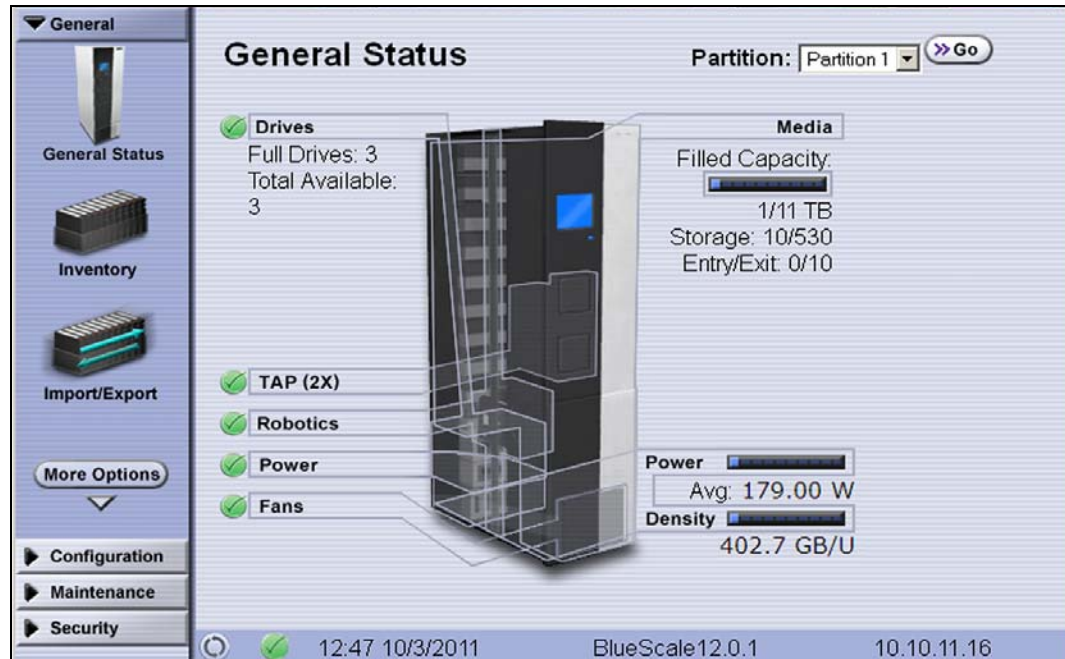 General
General Status
Inventory
Import/Export
More Options
Configuration
Maintenance
Security
General Status
Partition: Partition 1 Go
Drives
Full Drives: 3
Total Available:
3
Media
Filled Capacity:
1/11 TB
Storage: 10/530
Entry/Exit: 0/10
TAP (2X)
Robotics
Power
Fans
Power
Avg: 179.00 W
Density
402.7 GB/U
12:47 10/3/2011 BlueScale12.0.1 10.10.11.16